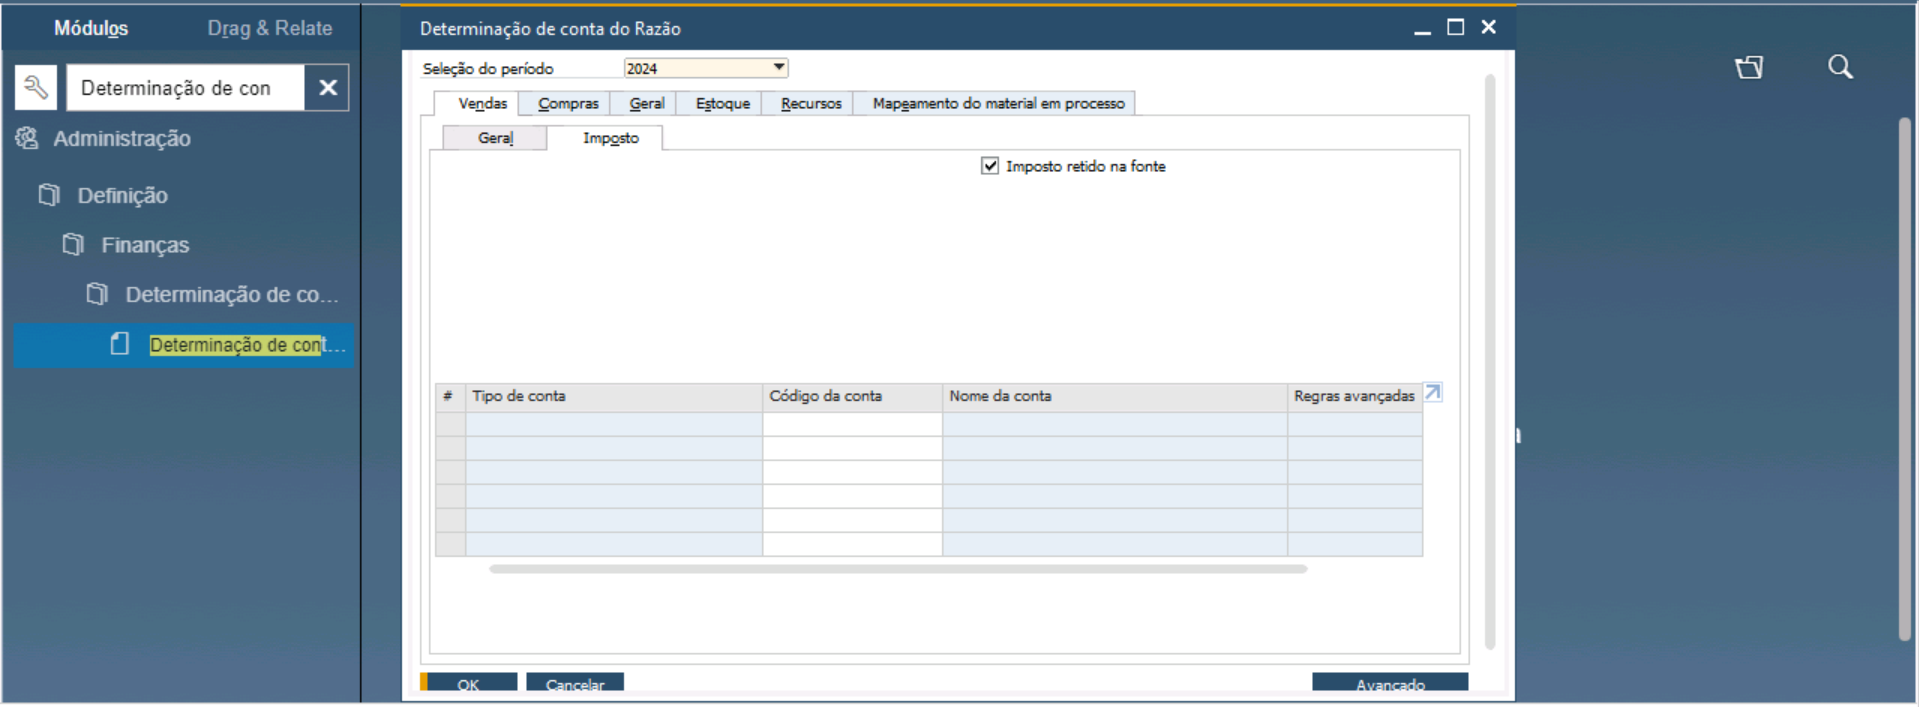 Módulos
Drag & Relate
Determinação de con
Administração
Definição
Finanças
Determinação de co...
Determinação de cont...
Determinação de conta do Razão
Seleção do período
2024
Vendas
Compras
Geral
Estoque
Recursos
Mapeamento do material em processo
Geral
Imposto
Imposto retido na fonte
# Tipo de conta Código da conta Nome da conta Regras avançadas
OK
Cancelar
Avançado